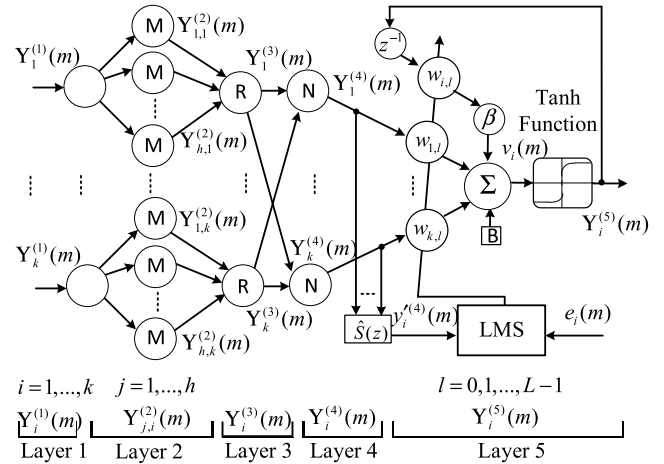 Y_1^{(1)}(m)
M
Y_{1,1}^{(2)}(m)
M
M
Y_{h,1}^{(2)}(m)
Y_1^{(3)}(m)
R
N
Y_1^{(4)}(m)
z^{-1}
w_{i,l}
β
w_{1,l}
Tanh
Function
v_i(m)
Σ
B
Y_i^{(5)}(m)
Y_k^{(1)}(m)
M
Y_{1,k}^{(2)}(m)
M
M
Y_{h,k}^{(2)}(m)
R
Y_k^{(3)}(m)
N
Y_k^{(4)}(m)
w_{k,l}
Ŝ(z)
y'_i^{(4)}(m)
LMS
e_i(m)
i = 1,...,k
j = 1,...,h
l = 0,1,...,L−1
Y_i^{(1)}(m)
Y_{j,i}^{(2)}(m)
Y_i^{(3)}(m)
Y_i^{(4)}(m)
Y_i^{(5)}(m)
Layer 1
Layer 2
Layer 3
Layer 4
Layer 5